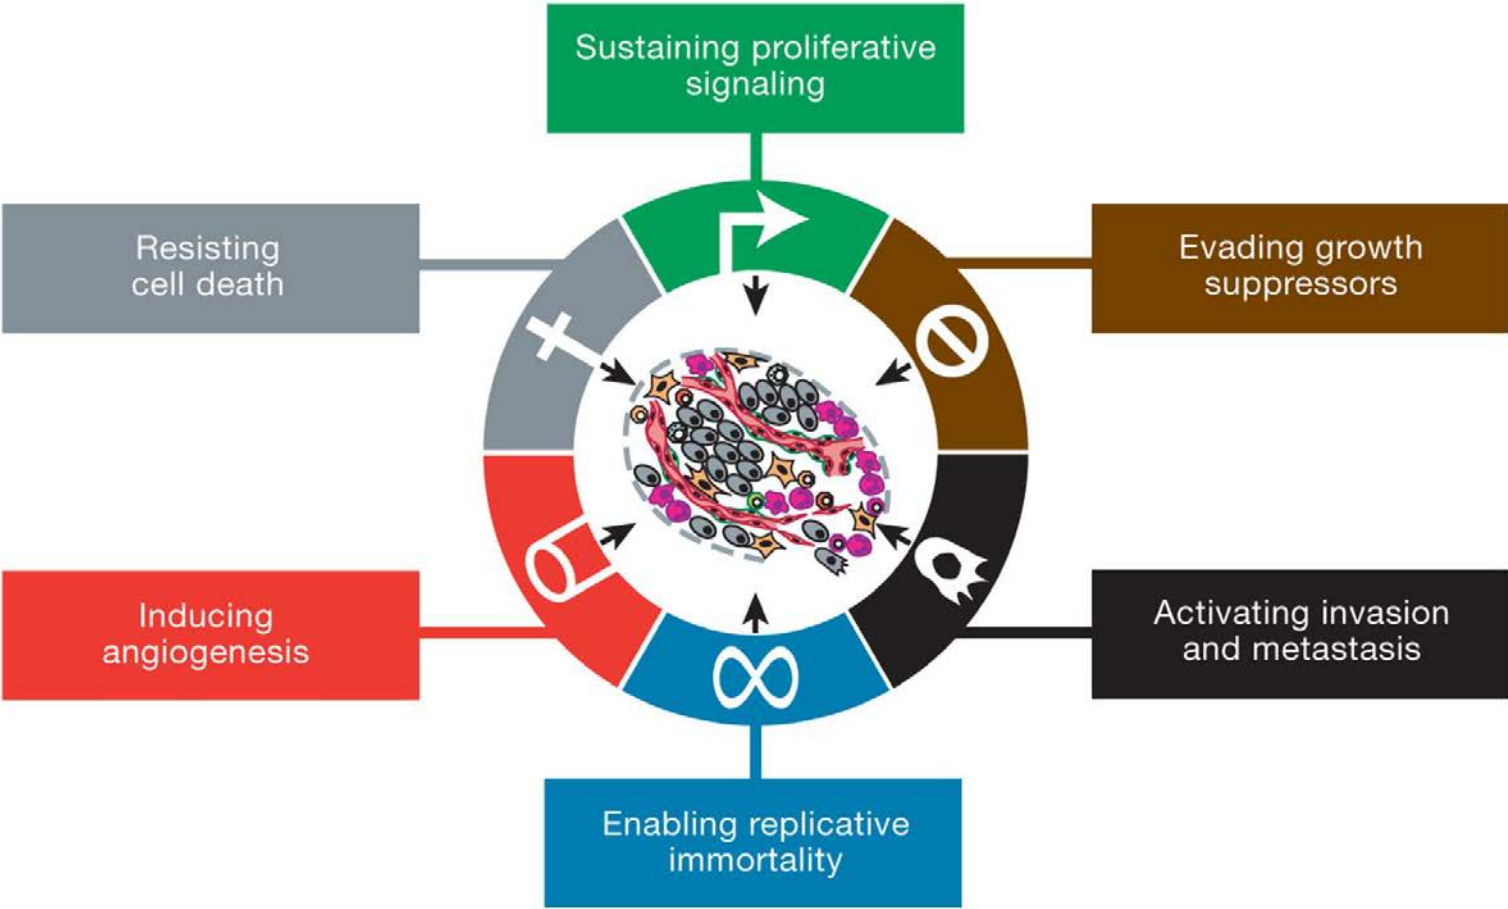 Sustaining proliferative
signaling
Resisting
cell death
Evading growth
suppressors
Inducing
angiogenesis
Activating invasion
and metastasis
Enabling replicative
immortality